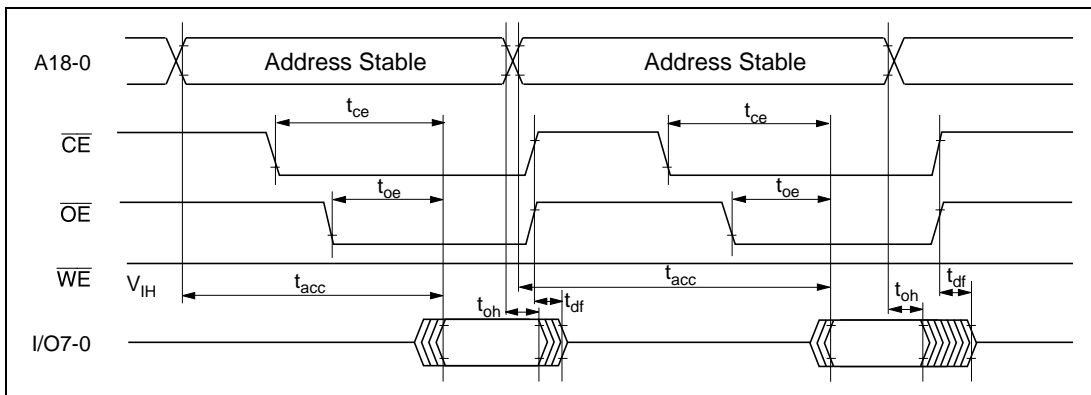 A18-0 Address Stable Address Stable
t_ce t_ce
CE
t_oe t_oe
OE
WE V_IH
t_acc t_acc
t_oh t_df t_oh t_df
I/O7-0